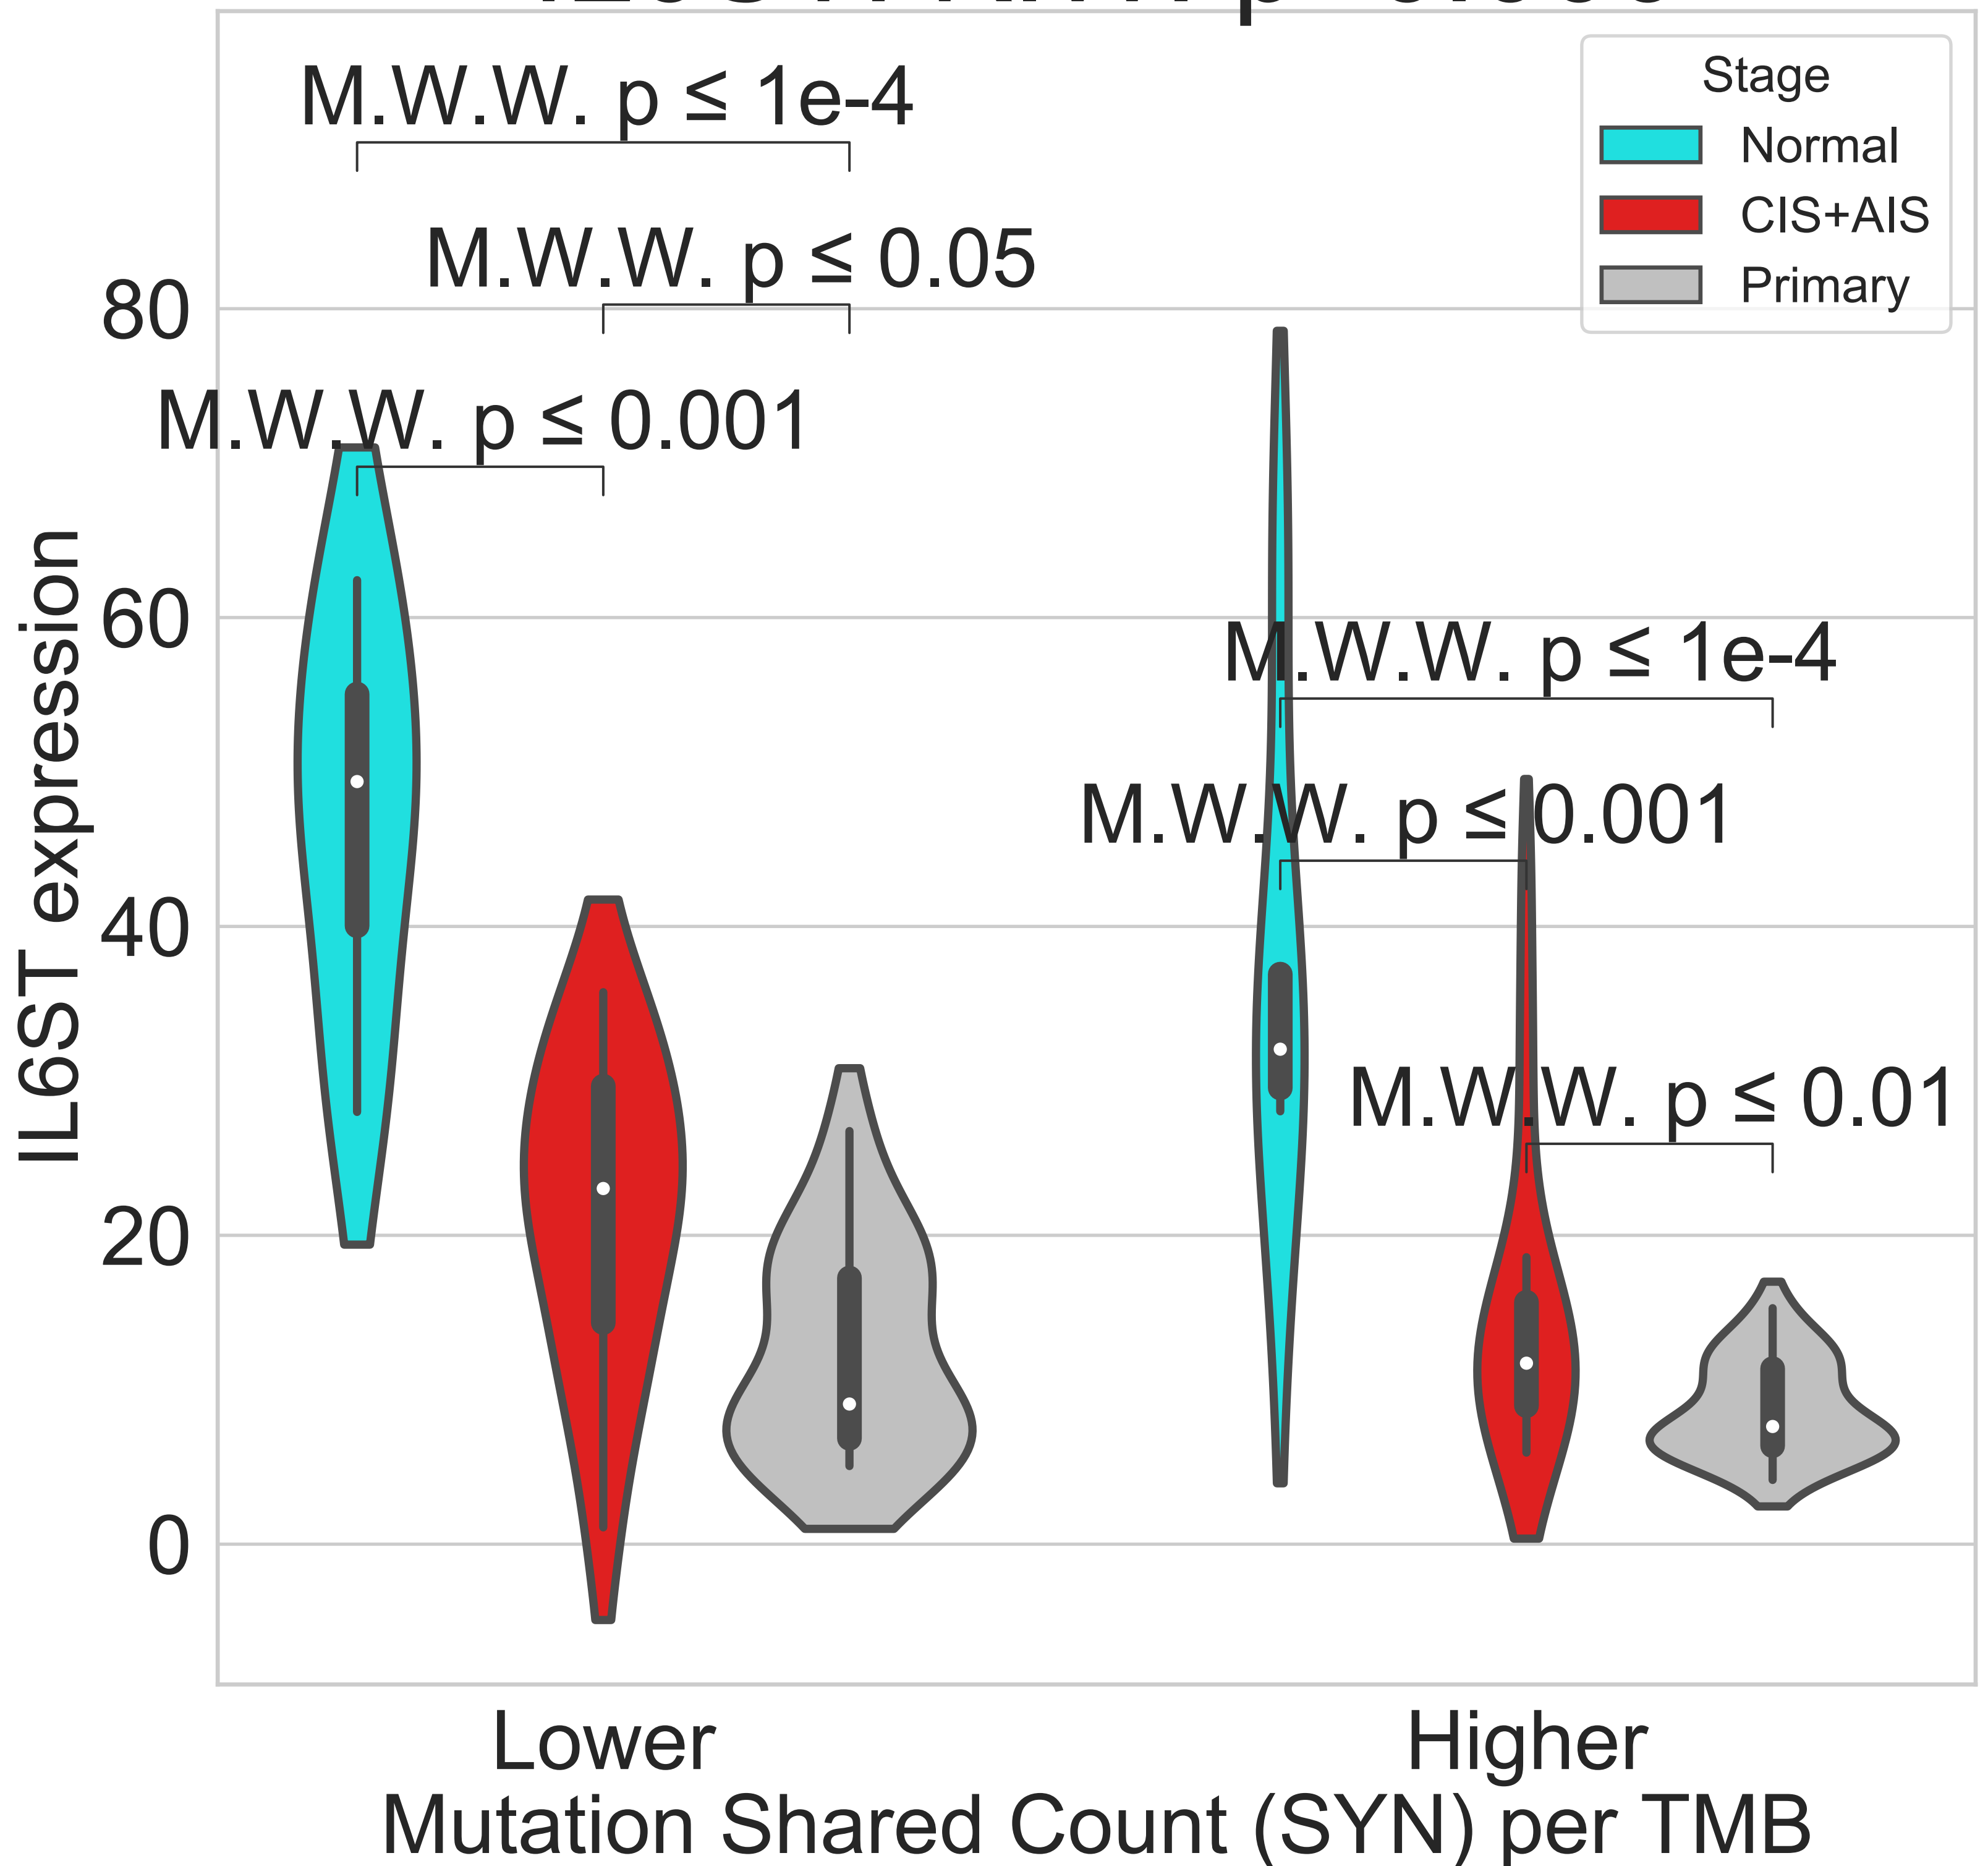 M.W.W. p ≤ 1e-4
Stage
Normal
CIS+AIS
Primary
M.W.W. p ≤ 0.05
80
M.W.W. p ≤ 0.001
60
M.W.W. p ≤ 1e-4
M.W.W. p ≤ 0.001
IL6ST expression
40
M.W.W. p ≤ 0.01
20
0
Lower
Higher
Mutation Shared Count (SYN) per TMB